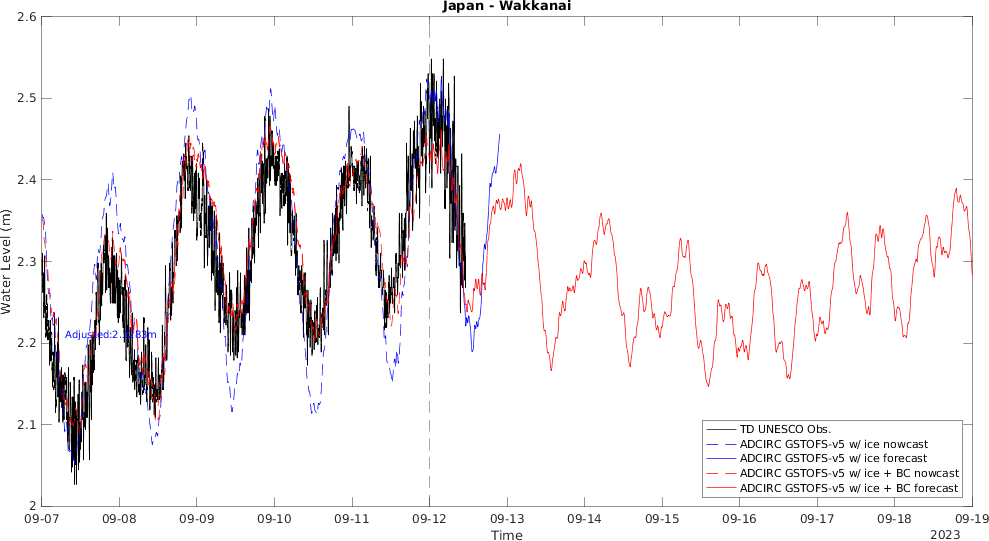 Japan - Wakkanai
2.6
2.5
2.4
2.3
2.2
2.1
2
Water Level (m)
TD UNESCO Obs.
ADCIRC GSTOFS-v5 w/ ice nowcast
ADCIRC GSTOFS-v5 w/ ice forecast
ADCIRC GSTOFS-v5 w/ ice + BC nowcast
ADCIRC GSTOFS-v5 w/ ice + BC forecast
09-07 09-08 09-09 09-10 09-11 09-12 09-13 09-14 09-15 09-16 09-17 09-18 09-19
Time
2023